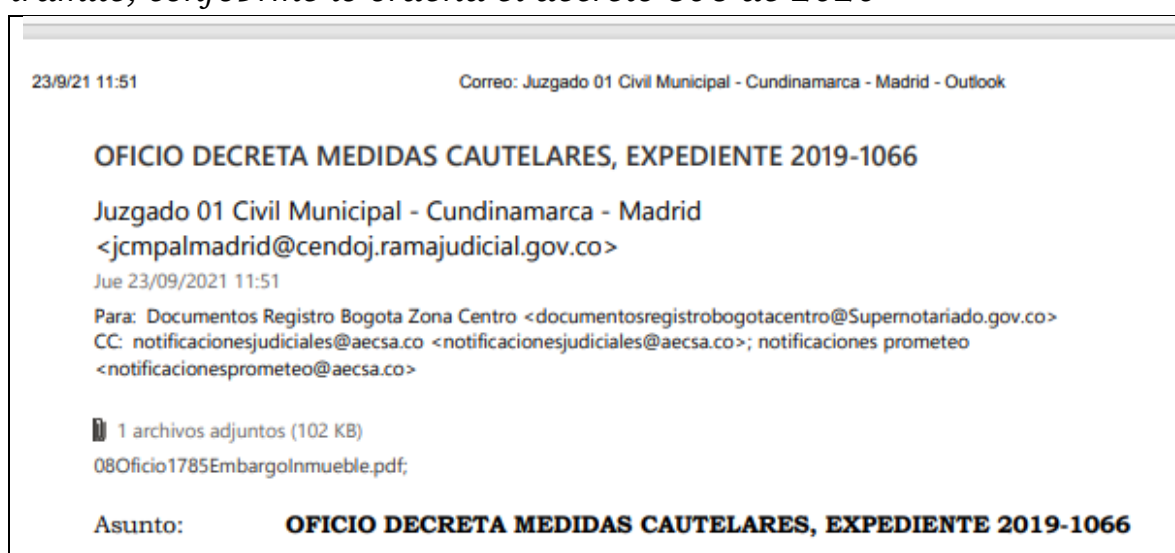 23/9/21 11:51 Correo: Juzgado 01 Civil Municipal - Cundinamarca - Madrid - Outlook
OFICIO DECRETA MEDIDAS CAUTELARES, EXPEDIENTE 2019-1066
Juzgado 01 Civil Municipal - Cundinamarca - Madrid
<jcmpalmadrid@cendoj.ramajudicial.gov.co>
Jue 23/09/2021 11:51
Para: Documentos Registro Bogota Zona Centro <documentosregistrobogotacentro@Supernotariado.gov.co>
CC: notificacionesjudiciales@aecsa.co <notificacionesjudiciales@aecsa.co>; notificaciones prometeo
<notificacionesprometeo@aecsa.co>
1 archivos adjuntos (102 KB)
08Oficio1785EmbargoInmueble.pdf;
Asunto: OFICIO DECRETA MEDIDAS CAUTELARES, EXPEDIENTE 2019-1066